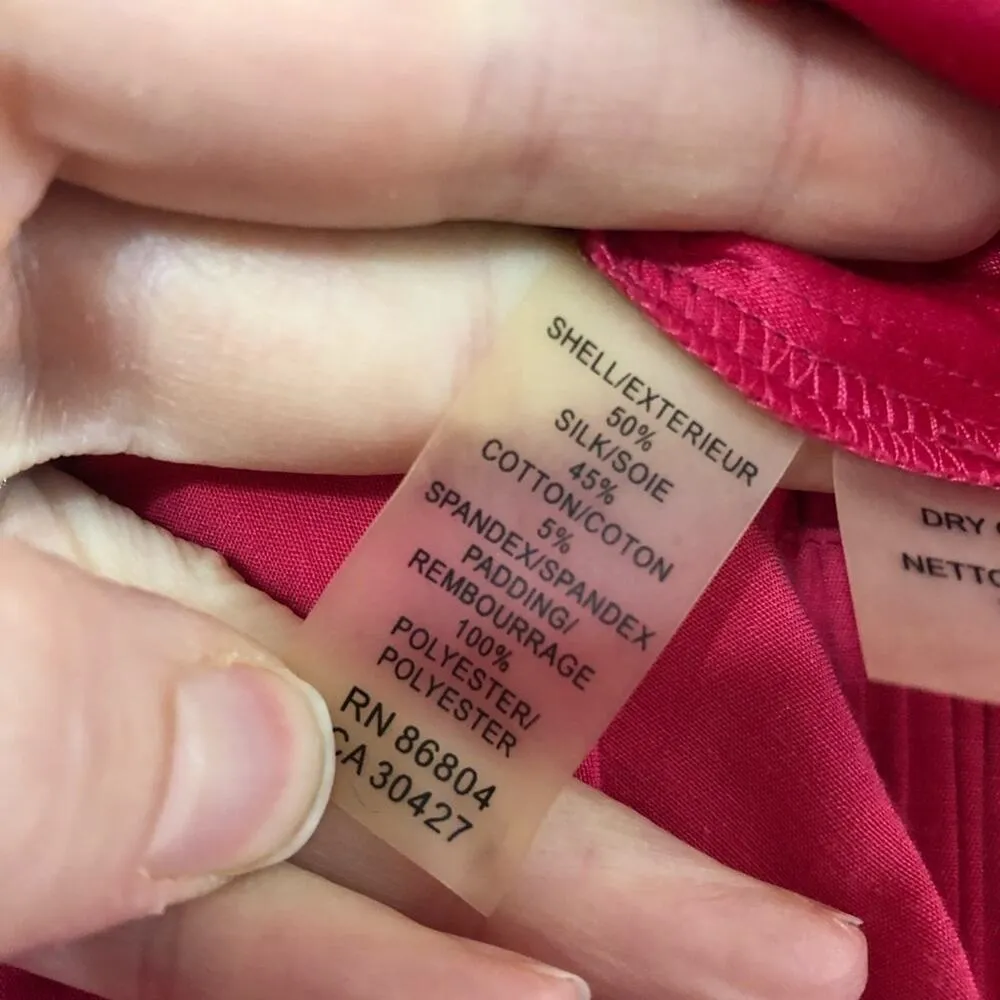 SHELL/EXTERIEUR
50%
SILK/SOIE
45%
COTTON/COTON
5%
SPANDEX/SPANDEX
PADDING/
REMBOURRAGE
100%
POLYESTER/
POLYESTER
RN 86804
CA 30427
DRY